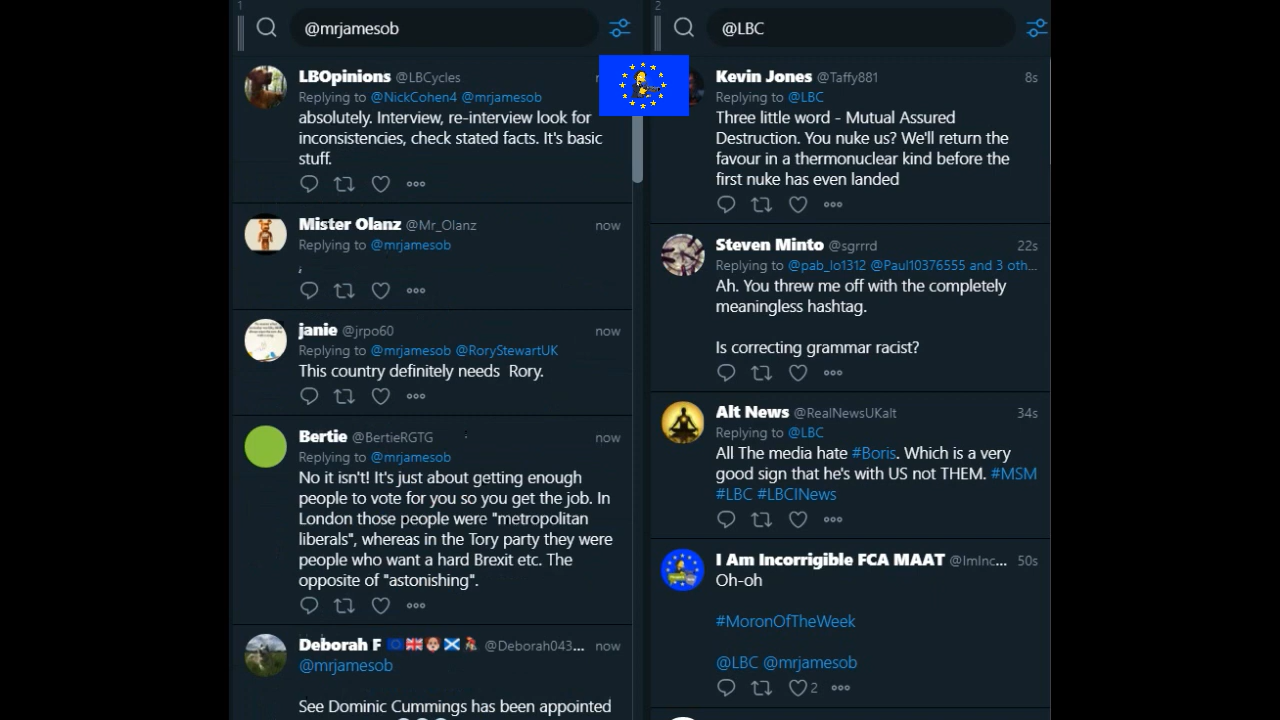 1
@mrjamesob
LBOpinions @LBCycles
Replying to @NickCohen4 @mrjamesob
absolutely. Interview, re-interview look for
inconsistencies, check stated facts. It's basic
stuff.
Mister Olanz @Mr_Olanz now
Replying to @mrjamesob
,
janie @jrpo60 now
Replying to @mrjamesob @RoryStewartUK
This country definitely needs Rory.
Bertie @BertieRGTG now
Replying to @mrjamesob
No it isn't! It's just about getting enough
people to vote for you so you get the job. In
London those people were "metropolitan
liberals", whereas in the Tory party they were
people who want a hard Brexit etc. The
opposite of "astonishing".
Deborah F @Deborah043... now
@mrjamesob
See Dominic Cummings has been appointed
2
@LBC
Kevin Jones @Taffy881 8s
Replying to @LBC
Three little word - Mutual Assured
Destruction. You nuke us? We'll return the
favour in a thermonuclear kind before the
first nuke has even landed
Steven Minto @sgrrrd 22s
Replying to @pab_lo1312 @Paul10376555 and 3 oth...
Ah. You threw me off with the completely
meaningless hashtag.
Is correcting grammar racist?
Alt News @RealNewsUKalt 34s
Replying to @LBC
All The media hate #Boris. Which is a very
good sign that he's with US not THEM. #MSM
#LBC #LBCINews
I Am Incorrigible FCA MAAT @ImInc... 50s
Oh-oh
#MoronOfTheWeek
@LBC @mrjamesob
2